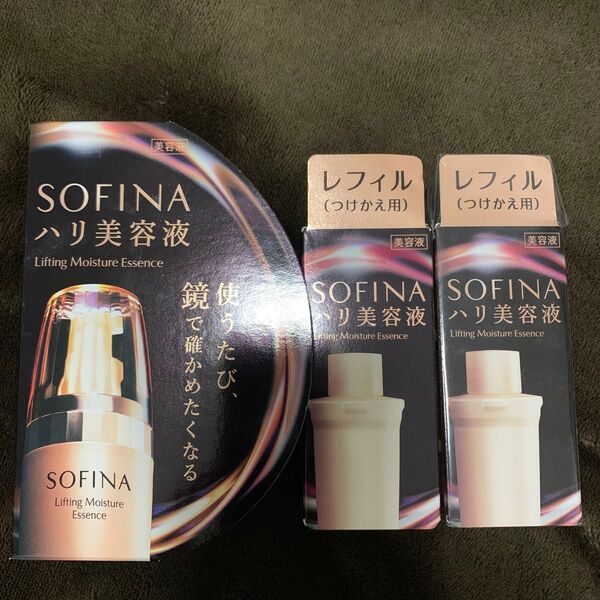 美容液
SOFINA
ハリ美容液
Lifting Moisture Essence
使うたび、
鏡で確かめたくなる
SOFINA
Lifting Moisture
Essence
レフィル
(つけかえ用)
美容液
SOFINA
ハリ美容液
Lifting Moisture Essence
レフィル
(つけかえ用)
美容液
SOFINA
ハリ美容液
Lifting Moisture Essence